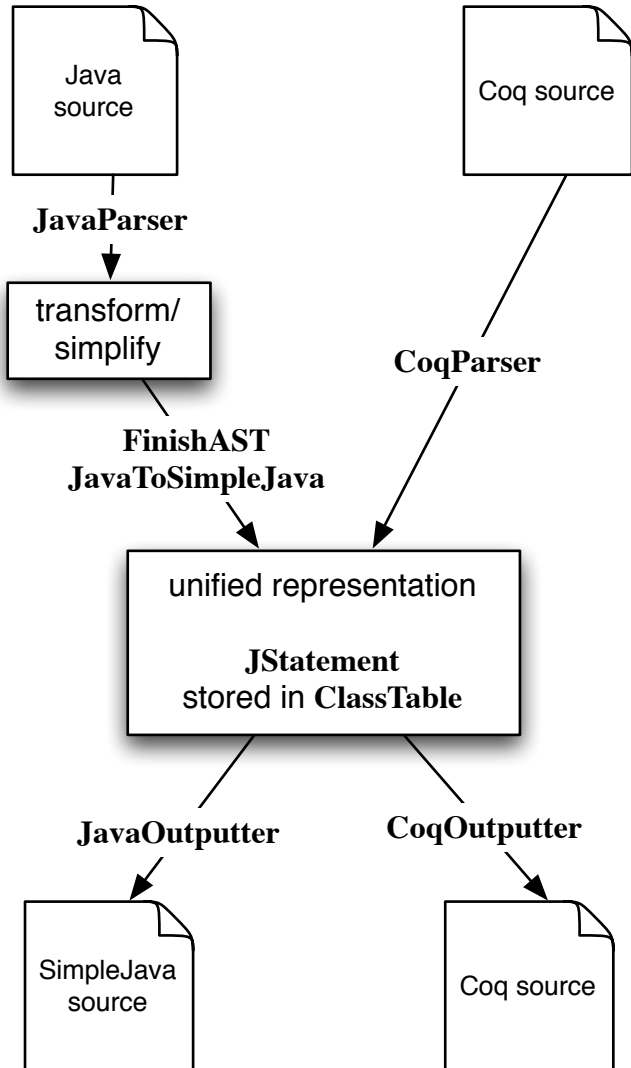 Java
source
Coq source
JavaParser
transform/
simplify
CoqParser
FinishAST
JavaToSimpleJava
unified representation
JStatement
stored in ClassTable
JavaOutputter
CoqOutputter
SimpleJava
source
Coq source